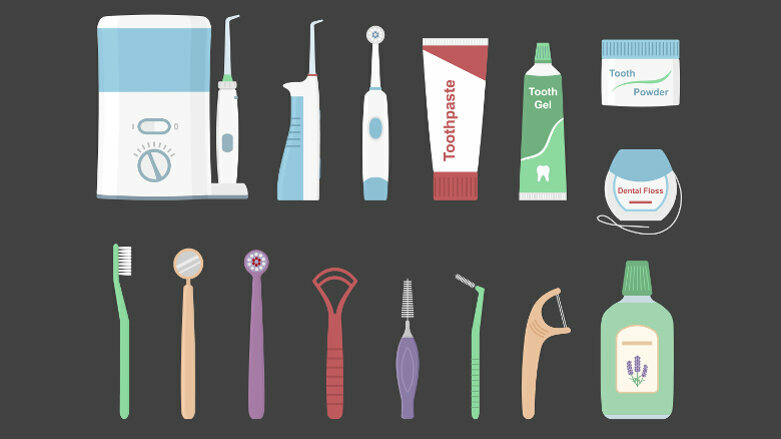 Toothpaste
Tooth
Gel
Tooth
Powder
Dental Floss
I O